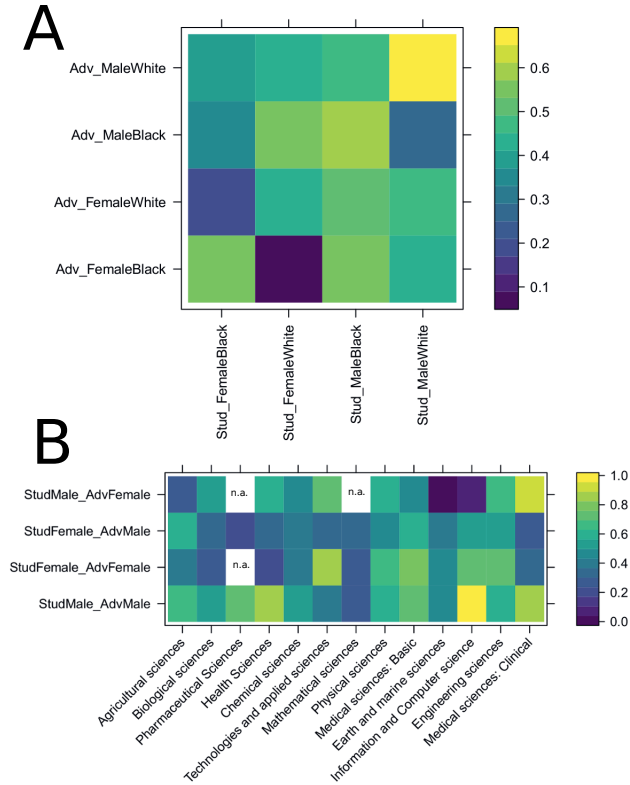 A
Adv_MaleWhite
Adv_MaleBlack
Adv_FemaleWhite
Adv_FemaleBlack
0.6
0.5
0.4
0.3
0.2
0.1
Stud_FemaleBlack
Stud_FemaleWhite
Stud_MaleBlack
Stud_MaleWhite
B
StudMale_AdvFemale
StudFemale_AdvMale
StudFemale_AdvFemale
StudMale_AdvMale
n.a.
n.a.
n.a.
1.0
0.8
0.6
0.4
0.2
0.0
Agricultural sciences
Biological sciences
Pharmaceutical Sciences
Health Sciences
Chemical sciences
Technologies and applied sciences
Mathematical sciences
Physical sciences
Medical sciences: Basic
Earth and marine sciences
Information and Computer science
Engineering sciences
Medical sciences: Clinical